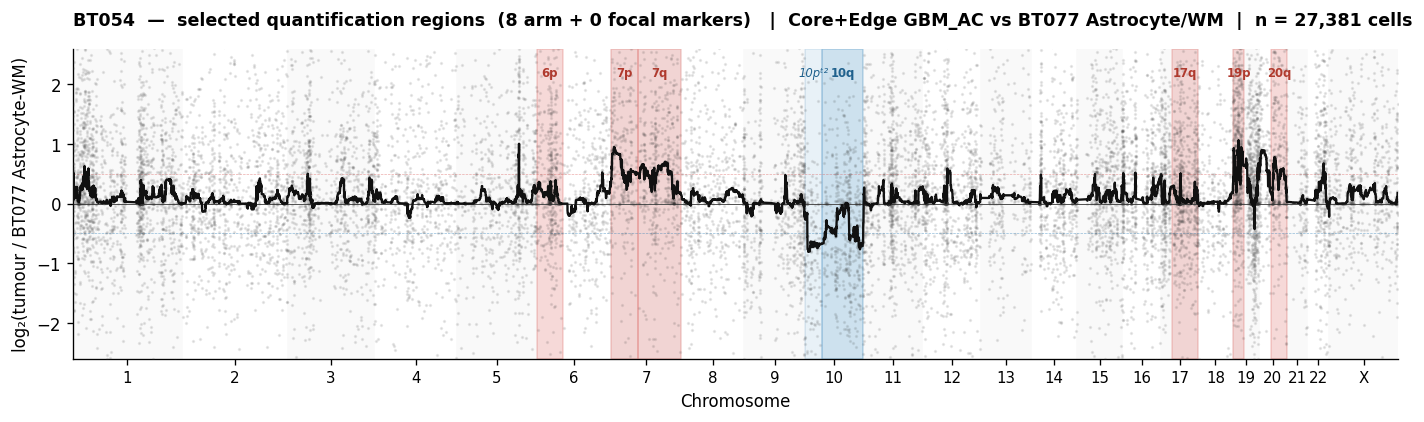 BT054 — selected quantification regions (8 arm + 0 focal markers) | Core+Edge GBM_AC vs BT077 Astrocyte/WM | n = 27,381 cells
log₂(tumour / BT077 Astrocyte-WM)
2
1
0
−1
−2
6p 7p 7q 10p¹² 10q 17q 19p 20q
1 2 3 4 5 6 7 8 9 10 11 12 13 14 15 16 17 18 19 20 21 22 X
Chromosome